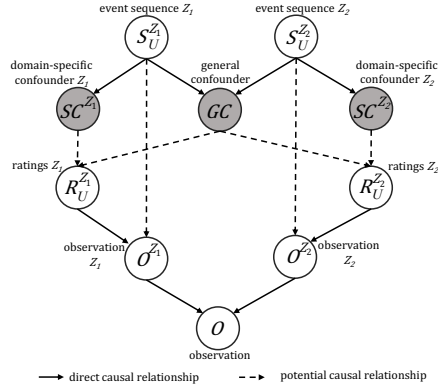 event sequence Z₁
event sequence Z₂
S_U^{Z₁}
S_U^{Z₂}
domain-specific
confounder Z₁
general
confounder
domain-specific
confounder Z₂
SC^{Z₁}
GC
SC^{Z₂}
ratings Z₁
ratings Z₂
R_U^{Z₁}
R_U^{Z₂}
observation
Z₁
observation
Z₂
O^{Z₁}
O^{Z₂}
O
observation
direct causal relationship
potential causal relationship